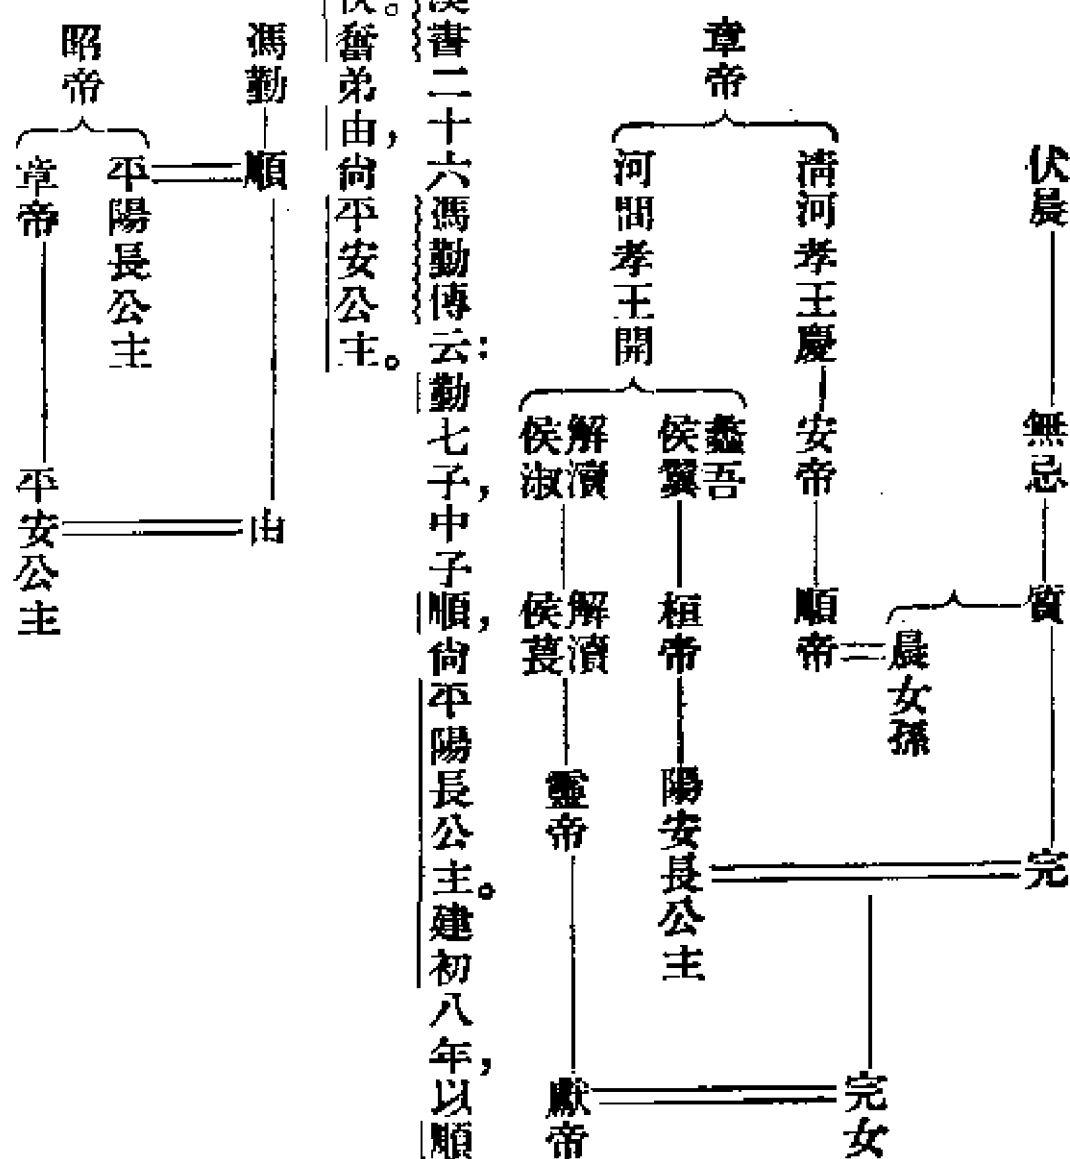 伏晨
無忌
質
完
晨女孫
完女
章帝
清河孝王慶
安帝
順帝
河間孝王開
蠡吾侯翼
桓帝
陽安長公主
解瀆侯淑
解瀆侯萇
靈帝
獻帝
漢書二十六馮勤傳云：勤七子，中子順，尚平陽長公主。建初八年，以順
。奮弟由，尚平安公主。
馮勤
順
由
昭帝
平陽長公主
章帝
平安公主